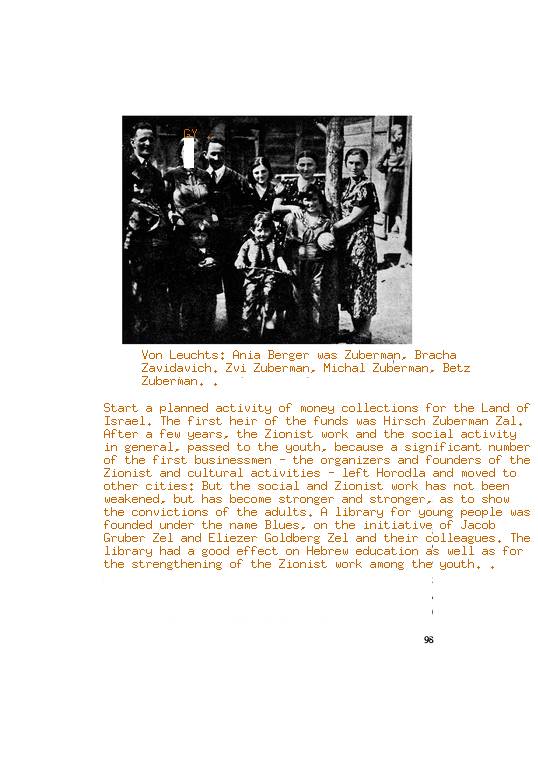 GY
Von Leuchts: Ania Berger was Zuberman, Bracha
Zavidavich. Zvi Zuberman, Michal Zuberman, Betz
Zuberman. .
Start a planned activity of money collections for the Land of
Israel. The first heir of the funds was Hirsch Zuberman Zal.
After a few years, the Zionist work and the social activity
in general, passed to the youth, because a significant number
of the first businessmen - the organizers and founders of the
Zionist and cultural activities - left Horodla and moved to
other cities: But the social and Zionist work has not been
weakened, but has become stronger and stronger, as to show
the convictions of the adults. A library for young people was
founded under the name Blues, on the initiative of Jacob
Gruber Zel and Eliezer Goldberg Zel and their colleagues. The
library had a good effect on Hebrew education as well as for
the strengthening of the Zionist work among the youth. .
96